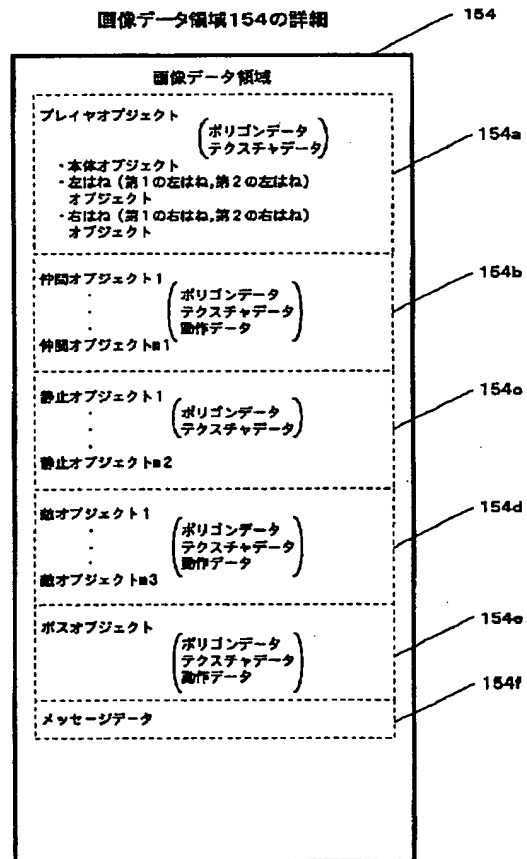 画像データ領域154の詳細
154
画像データ領域
プレイヤオブジェクト
ポリゴンデータ
テクスチャデータ
・本体オブジェクト
・左はね（第1の左はね,第2の左はね）
オブジェクト
・右はね（第1の右はね,第2の右はね）
オブジェクト
154a
仲間オブジェクト1
・
・
・
仲間オブジェクトm1
ポリゴンデータ
テクスチャデータ
動作データ
154b
静止オブジェクト1
・
・
・
静止オブジェクトm2
ポリゴンデータ
テクスチャデータ
154c
敵オブジェクト1
・
・
・
敵オブジェクトm3
ポリゴンデータ
テクスチャデータ
動作データ
154d
ボスオブジェクト
ポリゴンデータ
テクスチャデータ
動作データ
154e
メッセージデータ
154f